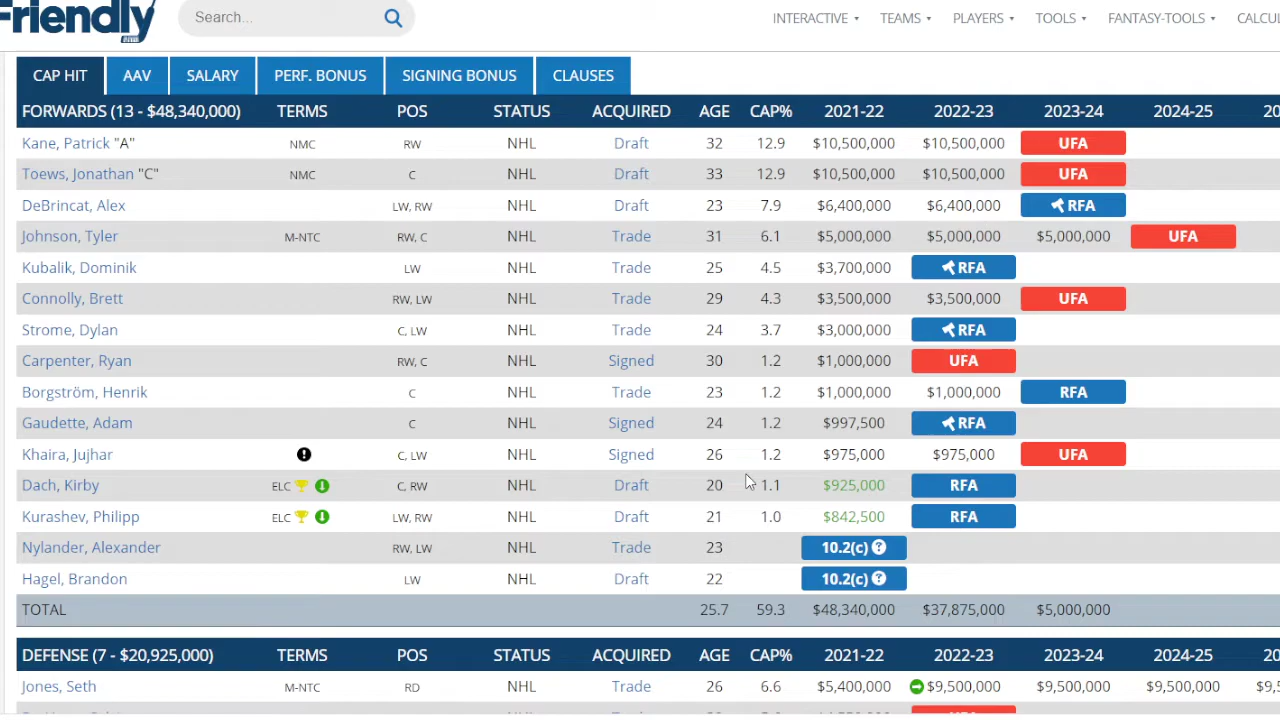 Friendly
Search...
INTERACTIVE TEAMS PLAYERS TOOLS FANTASY-TOOLS
CAP HIT AAV SALARY PERF. BONUS SIGNING BONUS CLAUSES
FORWARDS (13 - $48,340,000) TERMS POS STATUS ACQUIRED AGE CAP% 2021-22 2022-23 2023-24 2024-25
Kane, Patrick "A" NMC RW NHL Draft 32 12.9 $10,500,000 $10,500,000 UFA
Toews, Jonathan "C" NMC C NHL Draft 33 12.9 $10,500,000 $10,500,000 UFA
DeBrincat, Alex LW, RW NHL Draft 23 7.9 $6,400,000 $6,400,000 RFA
Johnson, Tyler M-NTC RW, C NHL Trade 31 6.1 $5,000,000 $5,000,000 $5,000,000 UFA
Kubalik, Dominik LW NHL Trade 25 4.5 $3,700,000 RFA
Connolly, Brett RW, LW NHL Trade 29 4.3 $3,500,000 $3,500,000 UFA
Strome, Dylan C, LW NHL Trade 24 3.7 $3,000,000 RFA
Carpenter, Ryan RW, C NHL Signed 30 1.2 $1,000,000 UFA
Borgström, Henrik C NHL Trade 23 1.2 $1,000,000 $1,000,000 RFA
Gaudette, Adam C NHL Signed 24 1.2 $997,500 RFA
Khaira, Jujhar C, LW NHL Signed 26 1.2 $975,000 $975,000 UFA
Dach, Kirby ELC C, RW NHL Draft 20 1.1 $925,000 RFA
Kurashev, Philipp ELC LW, RW NHL Draft 21 1.0 $842,500 RFA
Nylander, Alexander RW, LW NHL Trade 23 10.2(c) ?
Hagel, Brandon LW NHL Draft 22 10.2(c) ?
TOTAL 25.7 59.3 $48,340,000 $37,875,000 $5,000,000
DEFENSE (7 - $20,925,000) TERMS POS STATUS ACQUIRED AGE CAP% 2021-22 2022-23 2023-24 2024-25
Jones, Seth M-NTC RD NHL Trade 26 6.6 $5,400,000 $9,500,000 $9,500,000 $9,500,000